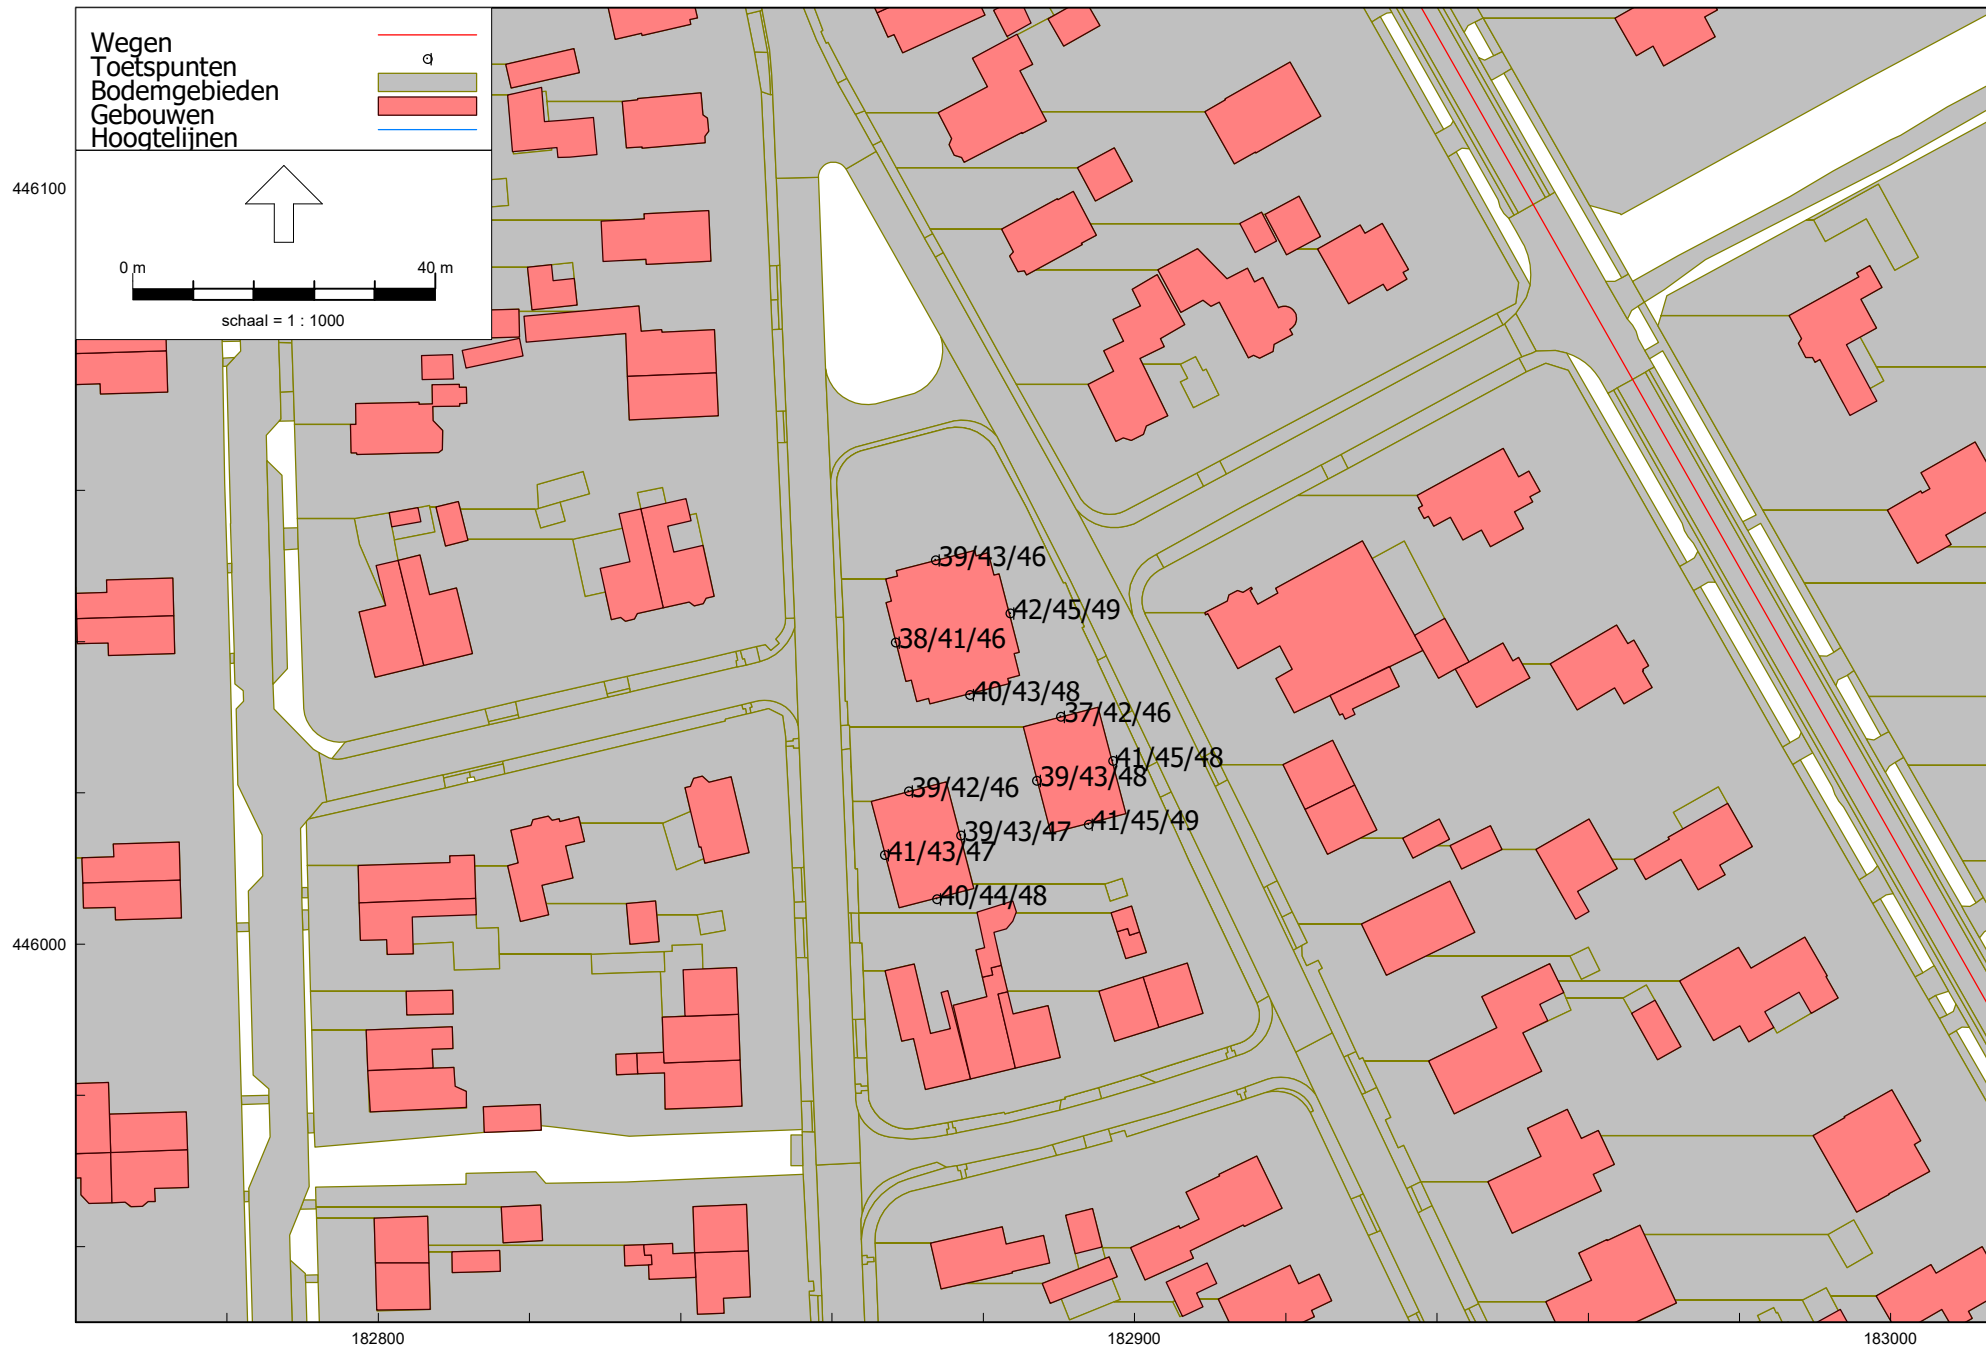 Wegen
Toetspunten
Bodemgebieden
Gebouwen
Hoogtelijnen
0 m 40 m
schaal = 1 : 1000
446100
39/43/46
42/45/49
38/41/46
40/43/48
37/42/46
41/45/48
39/43/48
39/42/46
41/45/49
39/43/47
41/43/47
40/44/48
446000
182800 182900 183000